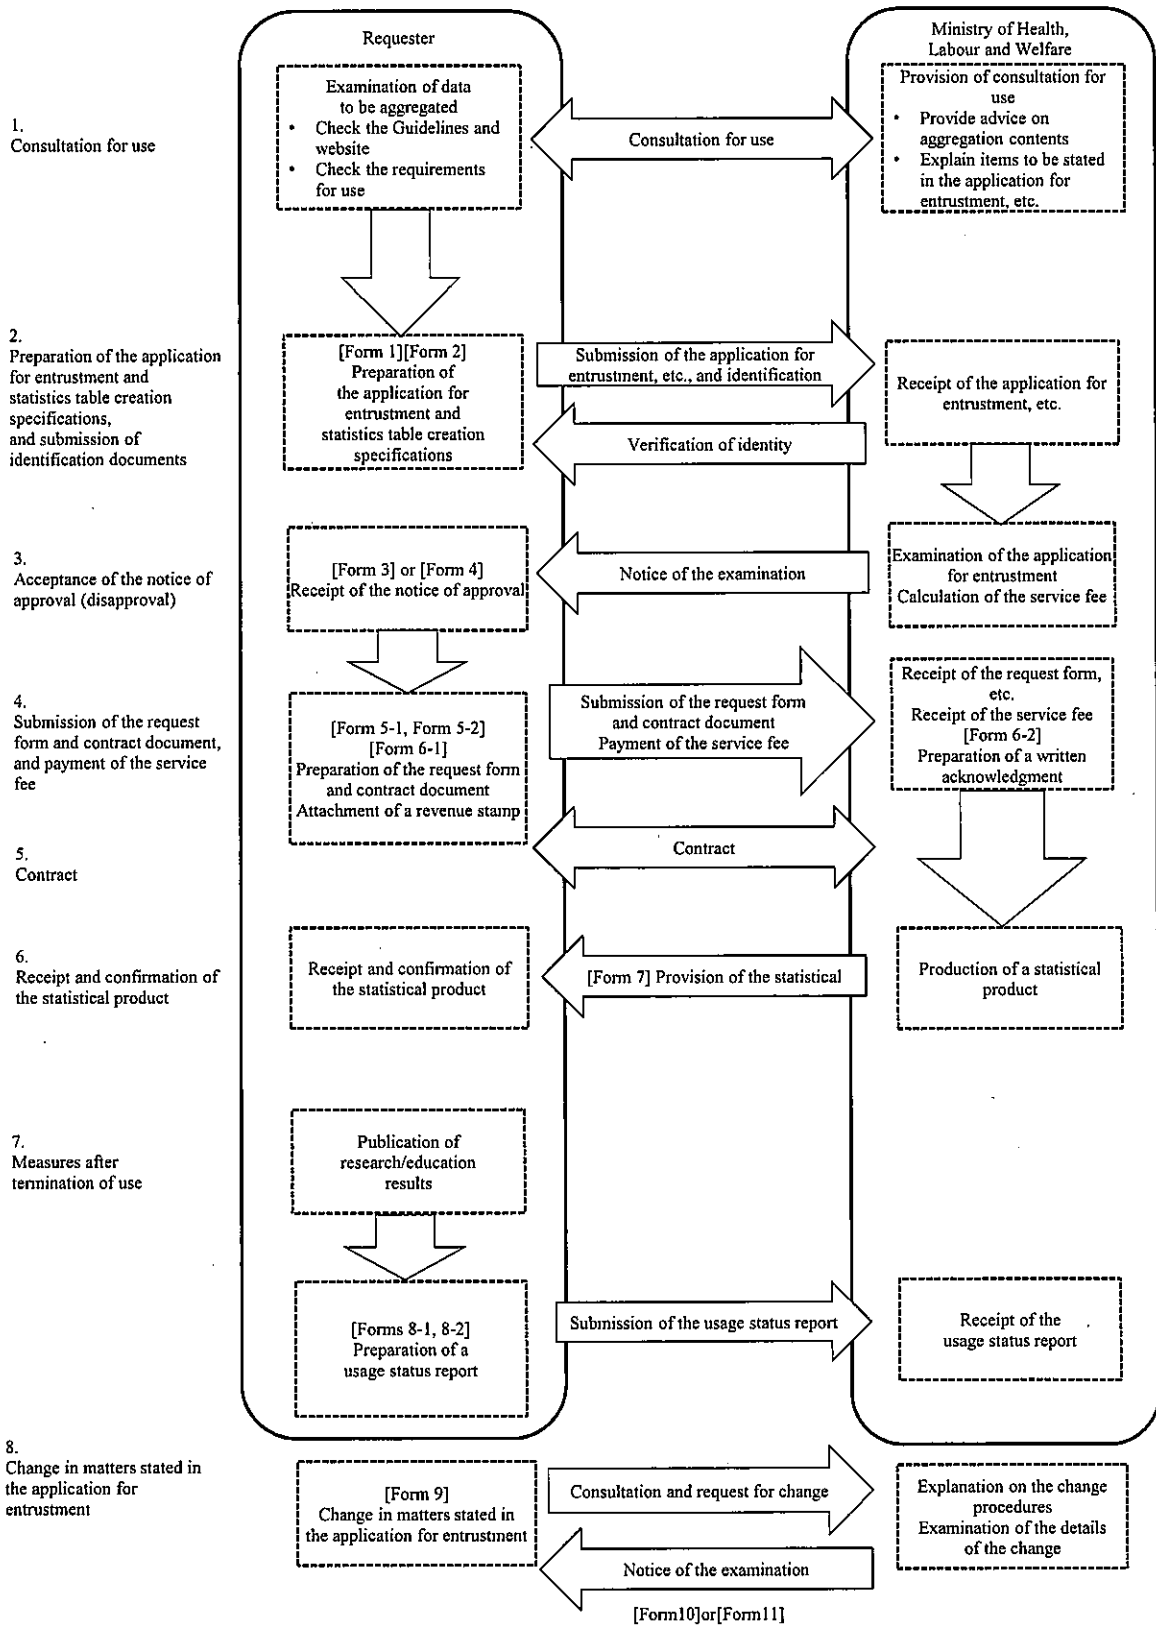 Requester
Ministry of Health,
Labour and Welfare
1.
Consultation for use
Examination of data
to be aggregated
• Check the Guidelines and
website
• Check the requirements
for use
Consultation for use
Provision of consultation for
use
• Provide advice on
aggregation contents
• Explain items to be stated
in the application for
entrustment, etc.
2.
Preparation of the application
for entrustment and
statistics table creation
specifications,
and submission of
identification documents
[Form 1][Form 2]
Preparation of
the application for
entrustment and
statistics table creation
specifications
Submission of the application for
entrustment, etc., and identification
Verification of identity
Receipt of the application for
entrustment, etc.
3.
Acceptance of the notice of
approval (disapproval)
[Form 3] or [Form 4]
Receipt of the notice of approval
Notice of the examination
Examination of the application
for entrustment
Calculation of the service fee
4.
Submission of the request
form and contract document,
and payment of the service
fee
[Form 5-1, Form 5-2]
[Form 6-1]
Preparation of the request form
and contract document
Attachment of a revenue stamp
Submission of the request form
and contract document
Payment of the service fee
Receipt of the request form,
etc.
Receipt of the service fee
[Form 6-2]
Preparation of a written
acknowledgment
5.
Contract
Contract
6.
Receipt and confirmation of
the statistical product
Receipt and confirmation of
the statistical product
[Form 7] Provision of the statistical
Production of a statistical
product
7.
Measures after
termination of use
Publication of
research/education
results
[Forms 8-1, 8-2]
Preparation of a
usage status report
Submission of the usage status report
Receipt of the
usage status report
8.
Change in matters stated in
the application for
entrustment
[Form 9]
Change in matters stated in
the application for entrustment
Consultation and request for change
Notice of the examination
[Form10]or[Form11]
Explanation on the change
procedures
Examination of the details
of the change